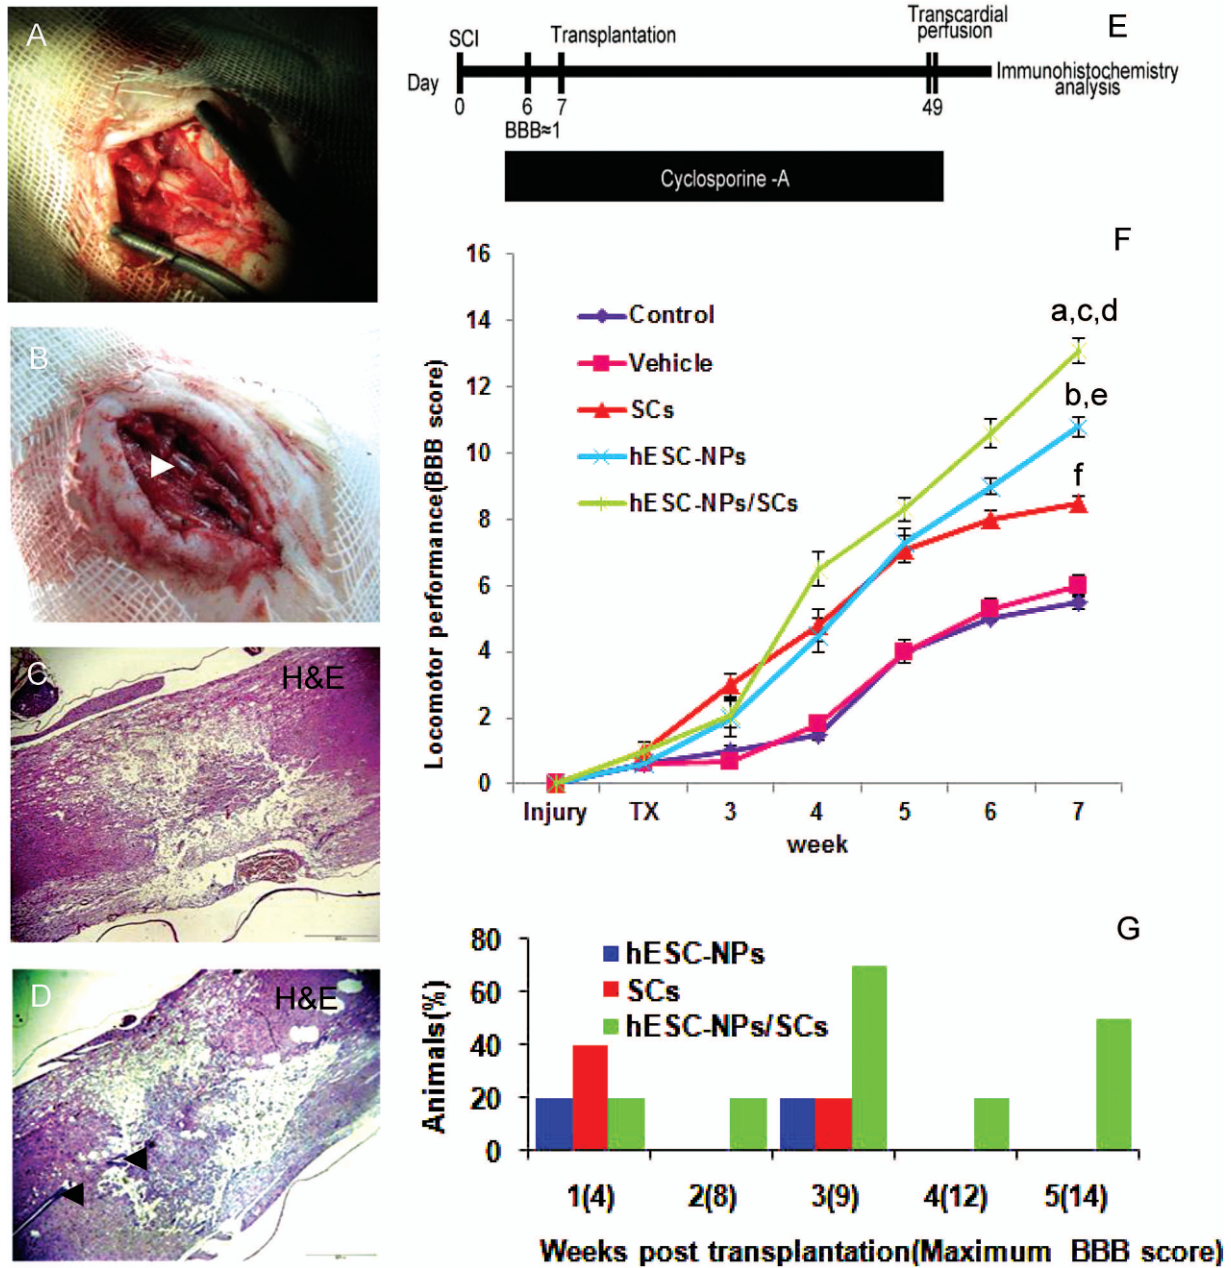 A
B
C
H&E
D
H&E
E
SCI
Transplantation
Transcardial
perfusion
Day
0
6
7
49
Immunohistochemistry
analysis
BBB≈1
Cyclosporine -A
F
Locomotor performance(BBB score)
16
14
12
10
8
6
4
2
0
Control
Vehicle
SCs
hESC-NPs
hESC-NPs/SCs
a,c,d
b,e
f
Injury TX 3 4 5 6 7
week
G
Animals(%)
80
60
40
20
0
hESC-NPs
SCs
hESC-NPs/SCs
1(4) 2(8) 3(9) 4(12) 5(14)
Weeks post transplantation(Maximum BBB score)